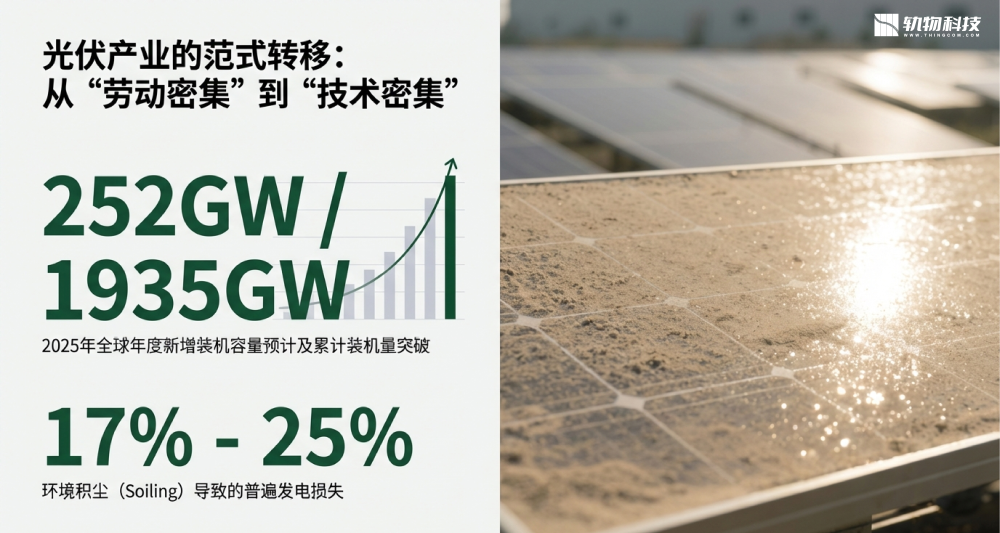 光伏产业的范式转移：
从“劳动密集”到“技术密集”
252GW /
1935GW
2025年全球年度新增装机容量预计及累计装机量突破
17% - 25%
环境积尘（Soiling）导致的普遍发电损失
轨物科技
WWW.THINGCOM.COM